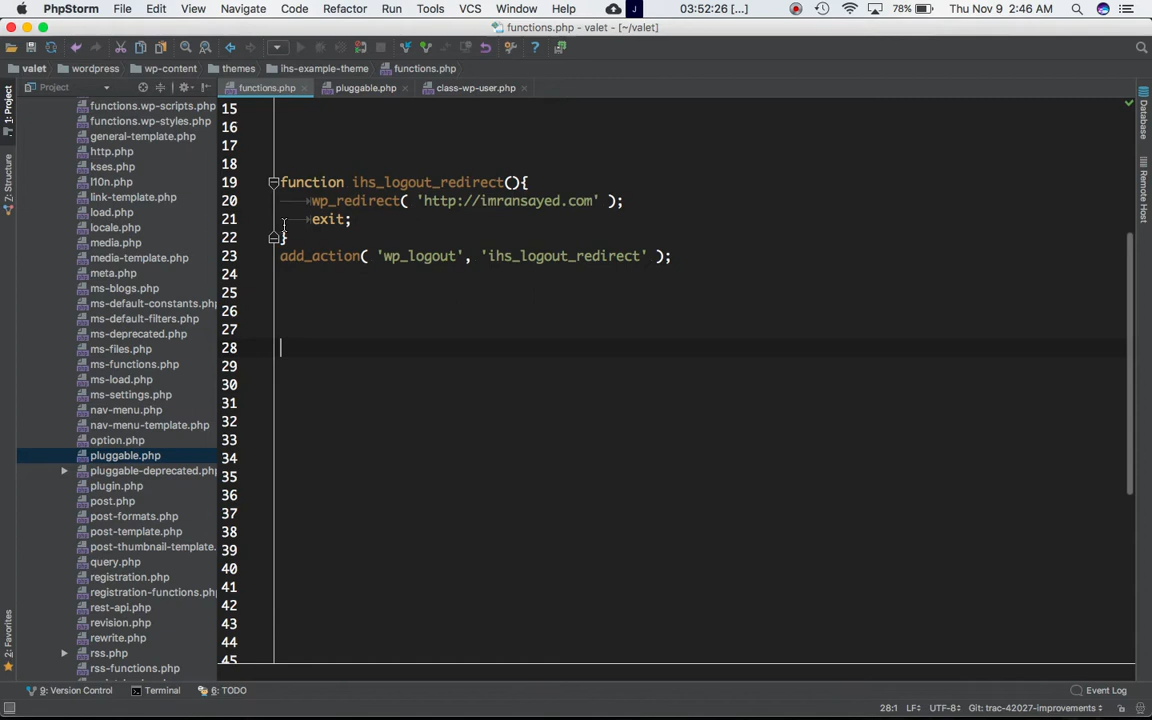 PhpStorm File Edit View Navigate Code Refactor Run Tools VCS Window Help 03:52:26 [...] 78% Thu Nov 9 2:46 AM
functions.php - valet - [~/valet]
valet wordpress wp-content themes ihs-example-theme functions.php
Project functions.php pluggable.php class-wp-user.php
1: Project
7: Structure
2: Favorites
Database
Remote Host
functions.wp-scripts.php
functions.wp-styles.php
general-template.php
http.php
kses.php
l10n.php
link-template.php
load.php
locale.php
media.php
media-template.php
meta.php
ms-blogs.php
ms-default-constants.php
ms-default-filters.php
ms-deprecated.php
ms-files.php
ms-functions.php
ms-load.php
ms-settings.php
nav-menu.php
nav-menu-template.php
option.php
pluggable.php
pluggable-deprecated.php
plugin.php
post.php
post-formats.php
post-template.php
post-thumbnail-template.
query.php
registration.php
registration-functions.php
rest-api.php
revision.php
rewrite.php
rss.php
rss-functions.php
15
16
17
18
19 function ihs_logout_redirect(){
20 wp_redirect( 'http://imransayed.com' );
21 exit;
22 }
23 add_action( 'wp_logout', 'ihs_logout_redirect' );
24
25
26
27
28
29
30
31
32
33
34
35
36
37
38
39
40
41
42
43
44
45
9: Version Control Terminal 6: TODO Event Log
28:1 LF÷ UTF-8÷ Git: trac-42027-improvements÷